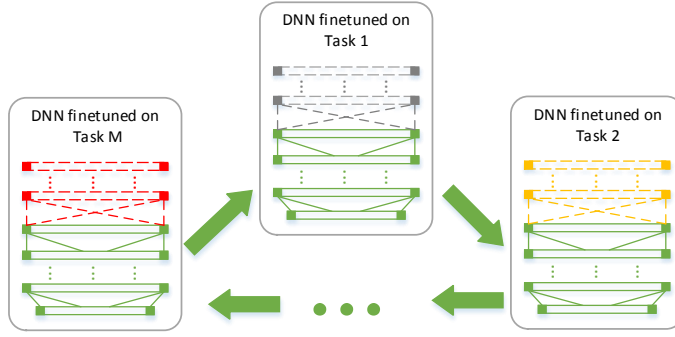 DNN finetuned on
Task 1
DNN finetuned on
Task M
DNN finetuned on
Task 2